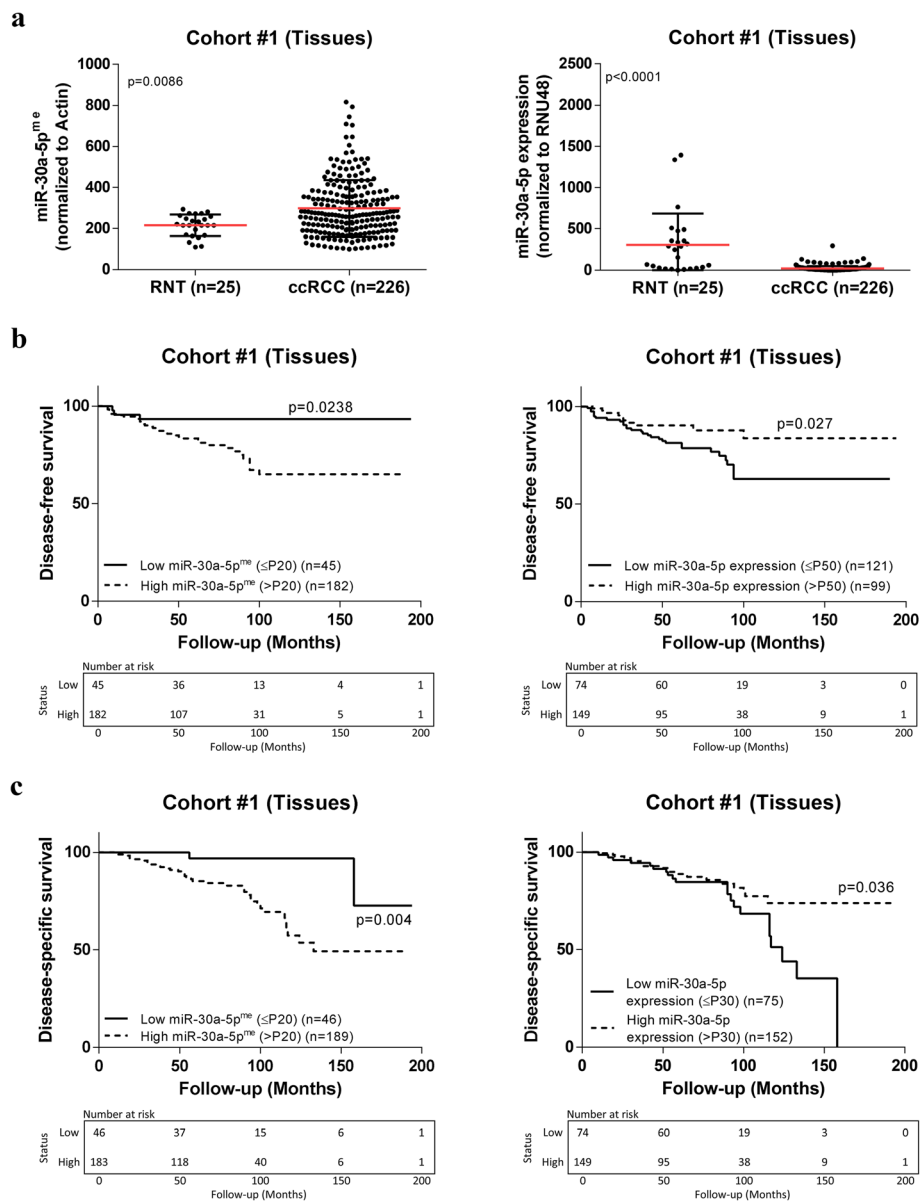 a
Cohort #1 (Tissues)
p=0.0086
miR-30a-5pᵐᵉ
(normalized to Actin)
1000
800
600
400
200
0
RNT (n=25)
ccRCC (n=226)
Cohort #1 (Tissues)
p<0.0001
miR-30a-5p expression
(normalized to RNU48)
2500
2000
1500
1000
500
0
RNT (n=25)
ccRCC (n=226)
b
Cohort #1 (Tissues)
Disease-free survival
100
50
0
p=0.0238
Low miR-30a-5pᵐᵉ (≤P20) (n=45)
High miR-30a-5pᵐᵉ (>P20) (n=182)
0 50 100 150 200
Follow-up (Months)
Number at risk
Status
Low 45 36 13 4 1
High 182 107 31 5 1
0 50 100 150 200
Follow-up (Months)
Cohort #1 (Tissues)
Disease-free survival
100
50
0
p=0.027
Low miR-30a-5p expression (≤P50) (n=121)
High miR-30a-5p expression (>P50) (n=99)
0 50 100 150 200
Follow-up (Months)
Number at risk
Status
Low 74 60 19 3 0
High 149 95 38 9 1
0 50 100 150 200
Follow-up (Months)
c
Cohort #1 (Tissues)
Disease-specific survival
100
50
0
p=0.004
Low miR-30a-5pᵐᵉ (≤P20) (n=46)
High miR-30a-5pᵐᵉ (>P20) (n=189)
0 50 100 150 200
Follow-up (Months)
Number at risk
Status
Low 46 37 15 6 1
High 183 118 40 6 1
0 50 100 150 200
Follow-up (Months)
Cohort #1 (Tissues)
Disease-specific survival
100
50
0
p=0.036
Low miR-30a-5p
expression (≤P30) (n=75)
High miR-30a-5p
expression (>P30) (n=152)
0 50 100 150 200
Follow-up (Months)
Number at risk
Status
Low 74 60 19 3 0
High 149 95 38 9 1
0 50 100 150 200
Follow-up (Months)